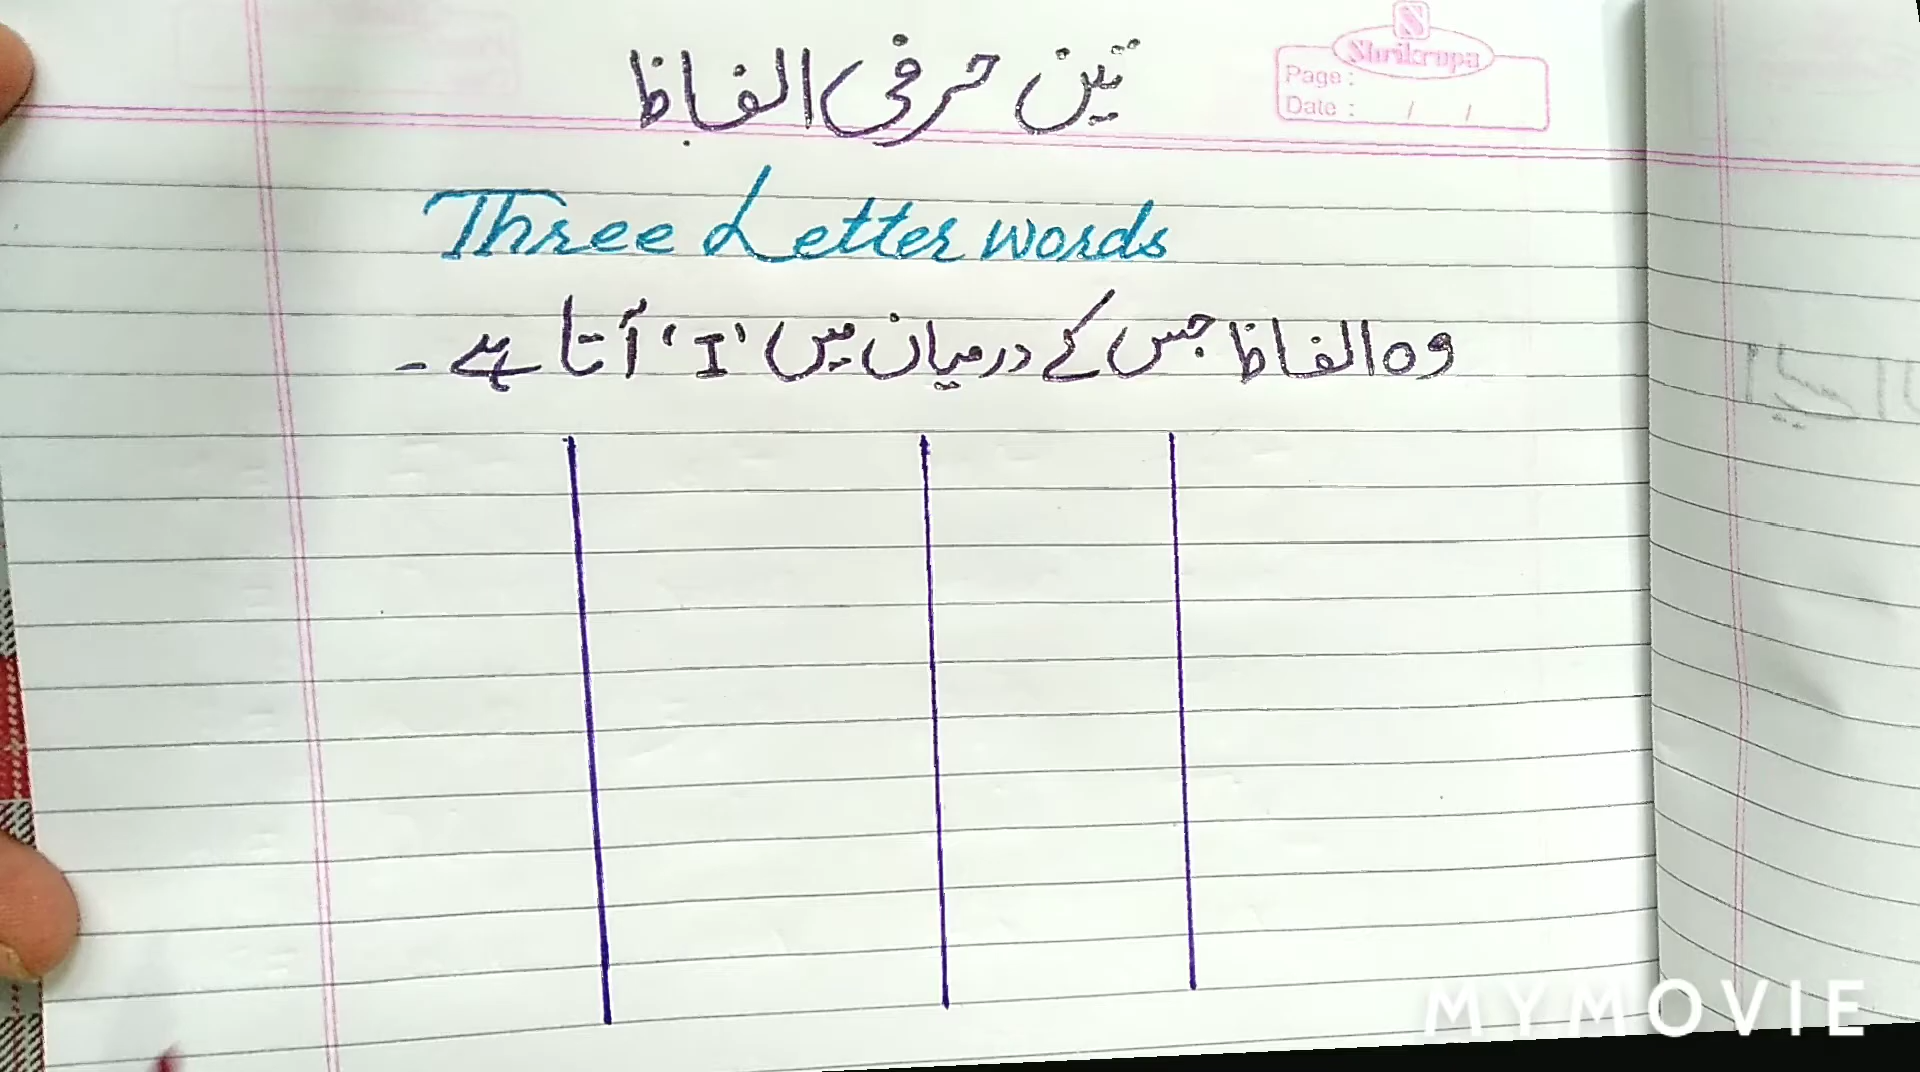 تین حرفی الفاظ
S
Shrikrupa
Page :
Date : / /
Three Letter words
وہ الفاظ جس کے درمیان میں 'I' آتا ہے ۔
MYMOVIE